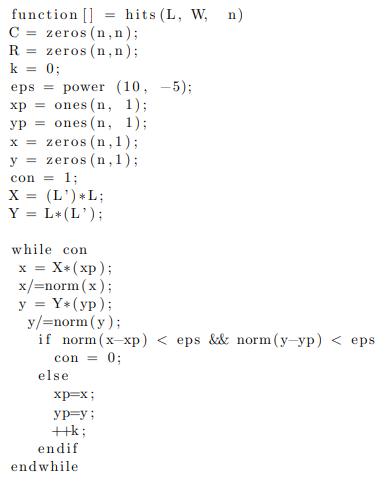 function [] = hits (L, W, n)
C = zeros (n,n);
R = zeros (n,n);
k = 0;
eps = power (10, −5);
xp = ones (n, 1);
yp = ones (n, 1);
x = zeros (n,1);
y = zeros (n,1);
con = 1;
X = (L')*L;
Y = L*(L');
while con
x = X*(xp);
x/=norm(x);
y = Y*(yp);
y/=norm(y);
if norm(x−xp) < eps && norm(y−yp) < eps
con = 0;
else
xp=x;
yp=y;
++k;
endif
endwhile